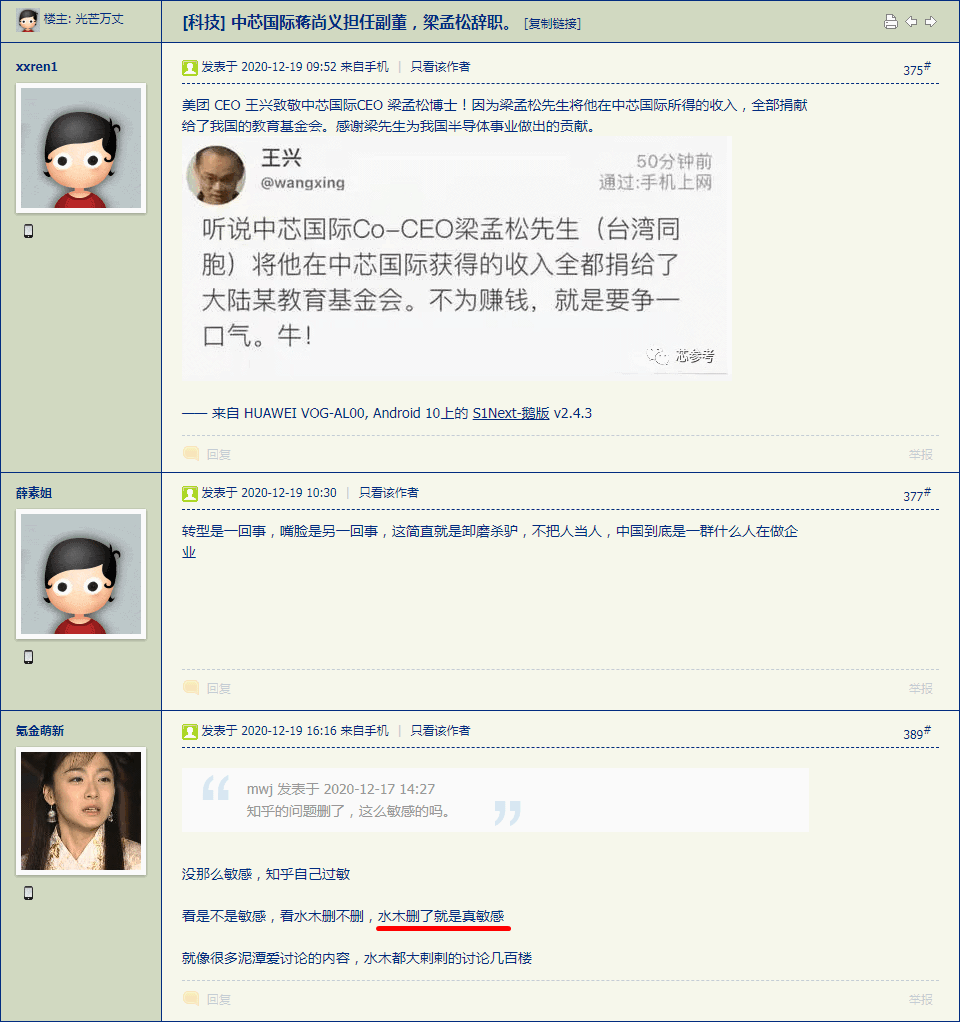 楼主: 光芒万丈
[科技] 中芯国际蒋尚义担任副董，梁孟松辞职。 [复制链接]
xxren1
发表于 2020-12-19 09:52 来自手机 | 只看该作者
375#
美团 CEO 王兴致敬中芯国际CEO 梁孟松博士！因为梁孟松先生将他在中芯国际所得的收入，全部捐献
给了我国的教育基金会。感谢梁先生为我国半导体事业做出的贡献。
王兴
@wangxing
50分钟前
通过:手机上网
听说中芯国际Co-CEO梁孟松先生（台湾同
胞）将他在中芯国际获得的收入全都捐给了
大陆某教育基金会。不为赚钱，就是要争一
口气。牛!
芯参考
—— 来自 HUAWEI VOG-AL00, Android 10上的 S1Next-鹅版 v2.4.3
回复
举报
薛素姐
发表于 2020-12-19 10:30 | 只看该作者
377#
转型是一回事，嘴脸是另一回事，这简直就是卸磨杀驴，不把人当人，中国到底是一群什么人在做企
业
回复
举报
氪金萌新
发表于 2020-12-19 16:16 来自手机 | 只看该作者
389#
mwj 发表于 2020-12-17 14:27
知乎的问题删了，这么敏感的吗。
没那么敏感，知乎自己过敏
看是不是敏感，看水木删不删，水木删了就是真敏感
就像很多泥潭爱讨论的内容，水木都大剌剌的讨论几百楼
回复
举报